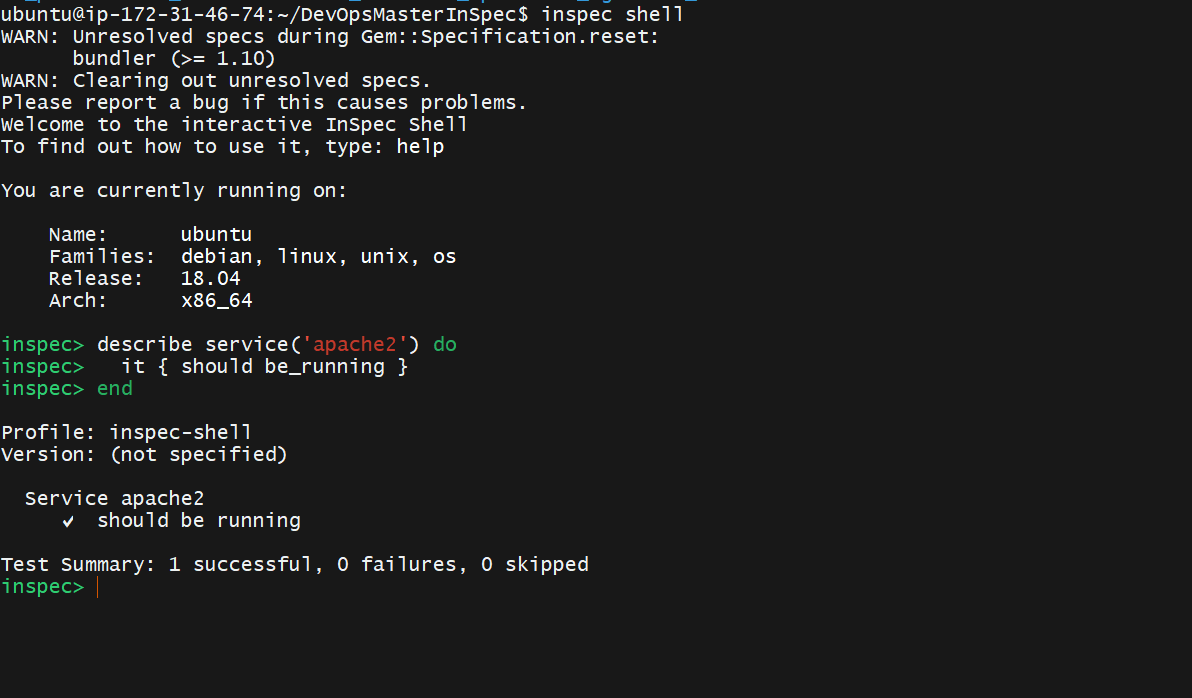 ubuntu@ip-172-31-46-74:~/DevOpsMasterInSpec$ inspec shell
WARN: Unresolved specs during Gem::Specification.reset:
      bundler (>= 1.10)
WARN: Clearing out unresolved specs.
Please report a bug if this causes problems.
Welcome to the interactive InSpec Shell
To find out how to use it, type: help

You are currently running on:

    Name:      ubuntu
    Families:  debian, linux, unix, os
    Release:   18.04
    Arch:      x86_64

inspec> describe service('apache2') do
inspec>   it { should be_running }
inspec> end

Profile: inspec-shell
Version: (not specified)

  Service apache2
     ✔  should be running

Test Summary: 1 successful, 0 failures, 0 skipped
inspec>